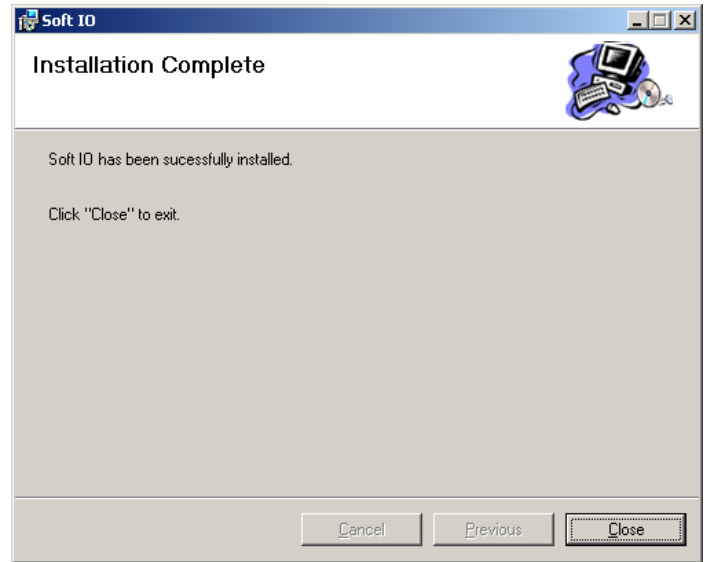 Soft IO
Installation Complete
Soft IO has been sucessfully installed.
Click "Close" to exit.
Cancel
Previous
Close